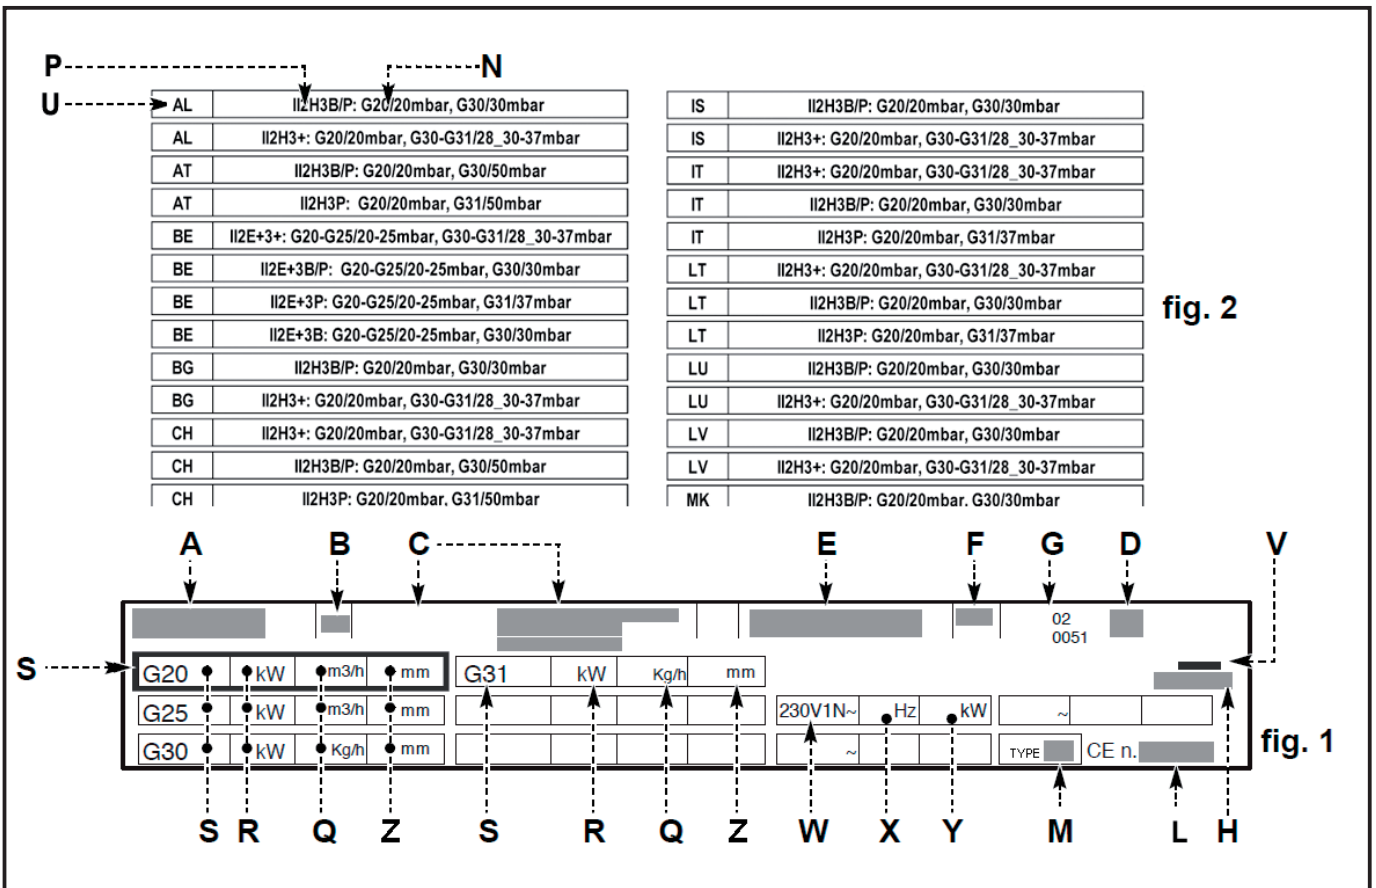 P N
U
AL II2H3B/P: G20/20mbar, G30/30mbar
AL II2H3+: G20/20mbar, G30-G31/28_30-37mbar
AT II2H3B/P: G20/20mbar, G30/50mbar
AT II2H3P: G20/20mbar, G31/50mbar
BE II2E+3+: G20-G25/20-25mbar, G30-G31/28_30-37mbar
BE II2E+3B/P: G20-G25/20-25mbar, G30/30mbar
BE II2E+3P: G20-G25/20-25mbar, G31/37mbar
BE II2E+3B: G20-G25/20-25mbar, G30/30mbar
BG II2H3B/P: G20/20mbar, G30/30mbar
BG II2H3+: G20/20mbar, G30-G31/28_30-37mbar
CH II2H3+: G20/20mbar, G30-G31/28_30-37mbar
CH II2H3B/P: G20/20mbar, G30/50mbar
CH II2H3P: G20/20mbar, G31/50mbar
IS II2H3B/P: G20/20mbar, G30/30mbar
IS II2H3+: G20/20mbar, G30-G31/28_30-37mbar
IT II2H3+: G20/20mbar, G30-G31/28_30-37mbar
IT II2H3B/P: G20/20mbar, G30/30mbar
IT II2H3P: G20/20mbar, G31/37mbar
LT II2H3+: G20/20mbar, G30-G31/28_30-37mbar
LT II2H3B/P: G20/20mbar, G30/30mbar
LT II2H3P: G20/20mbar, G31/37mbar
LU II2H3B/P: G20/20mbar, G30/30mbar
LU II2H3+: G20/20mbar, G30-G31/28_30-37mbar
LV II2H3B/P: G20/20mbar, G30/30mbar
LV II2H3+: G20/20mbar, G30-G31/28_30-37mbar
MK II2H3B/P: G20/20mbar, G30/30mbar
fig. 2
A B C E F G D V
02
0051
S G20 kW m3/h mm G31 kW Kg/h mm
G25 kW m3/h mm 230V1N~ Hz kW ~
G30 kW Kg/h mm ~ TYPE CE n.
fig. 1
S R Q Z S R Q Z W X Y M L H